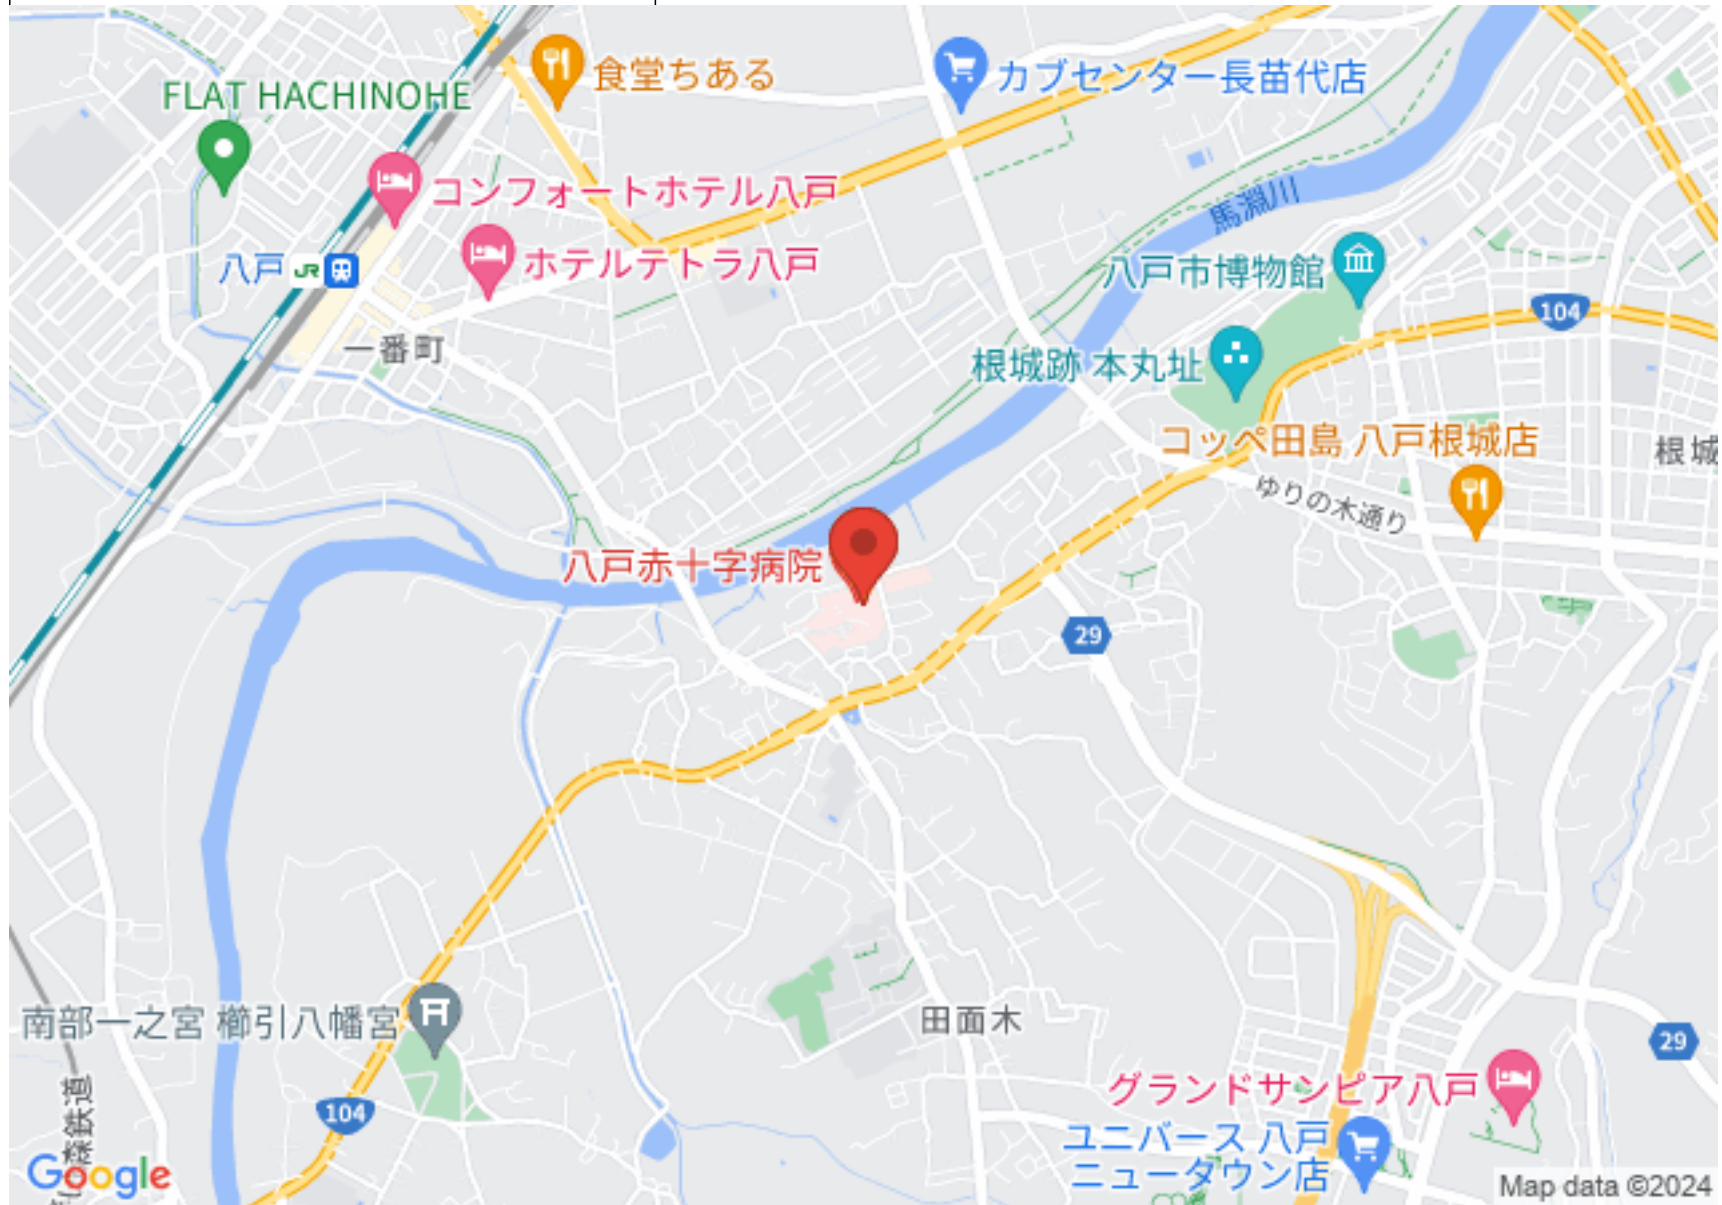 食堂ちある
カブセンター長苗代店
FLAT HACHINOHE
コンフォートホテル八戸
馬淵川
八戸 JR
ホテルテトラ八戸
八戸市博物館
104
一番町
根城跡 本丸址
コッペ田島 八戸根城店
根城
ゆりの木通り
八戸赤十字病院
29
南部一之宮 櫛引八幡宮
田面木
29
グランドサンピア八戸
104
ユニバース 八戸
ニュータウン店
森鉄道
Google
Map data ©2024